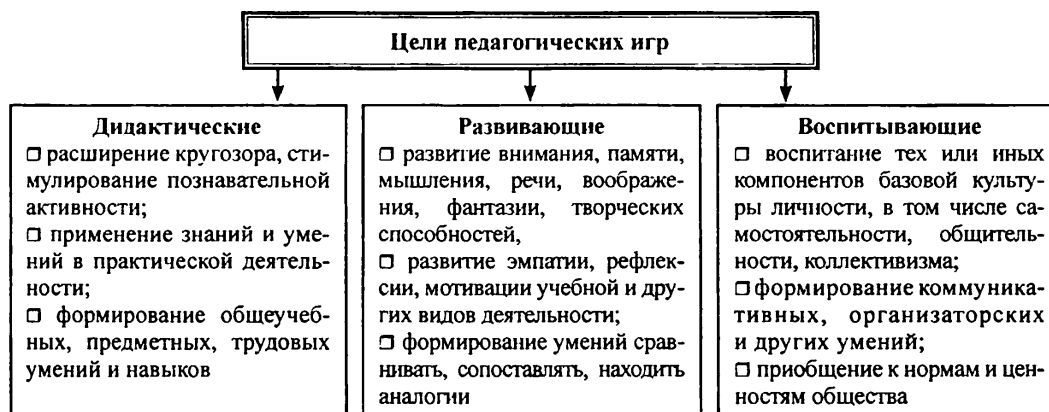 Цели педагогических игр
Дидактические
❒ расширение кругозора, сти-
мулирование познавательной
активности;
❒ применение знаний и уме-
ний в практической деятель-
ности;
❒ формирование общеучеб-
ных, предметных, трудовых
умений и навыков
Развивающие
❒ развитие внимания, памяти,
мышления, речи, воображе-
ния, фантазии, творческих
способностей,
❒ развитие эмпатии, рефлек-
сии, мотивации учебной и дру-
гих видов деятельности;
❒ формирование умений срав-
нивать, сопоставлять, находить
аналогии
Воспитывающие
❒ воспитание тех или иных
компонентов базовой культу-
ры личности, в том числе са-
мостоятельности, общитель-
ности, коллективизма;
❒ формирование коммуника-
тивных, организаторских
и других умений;
❒ приобщение к нормам и цен-
ностям общества